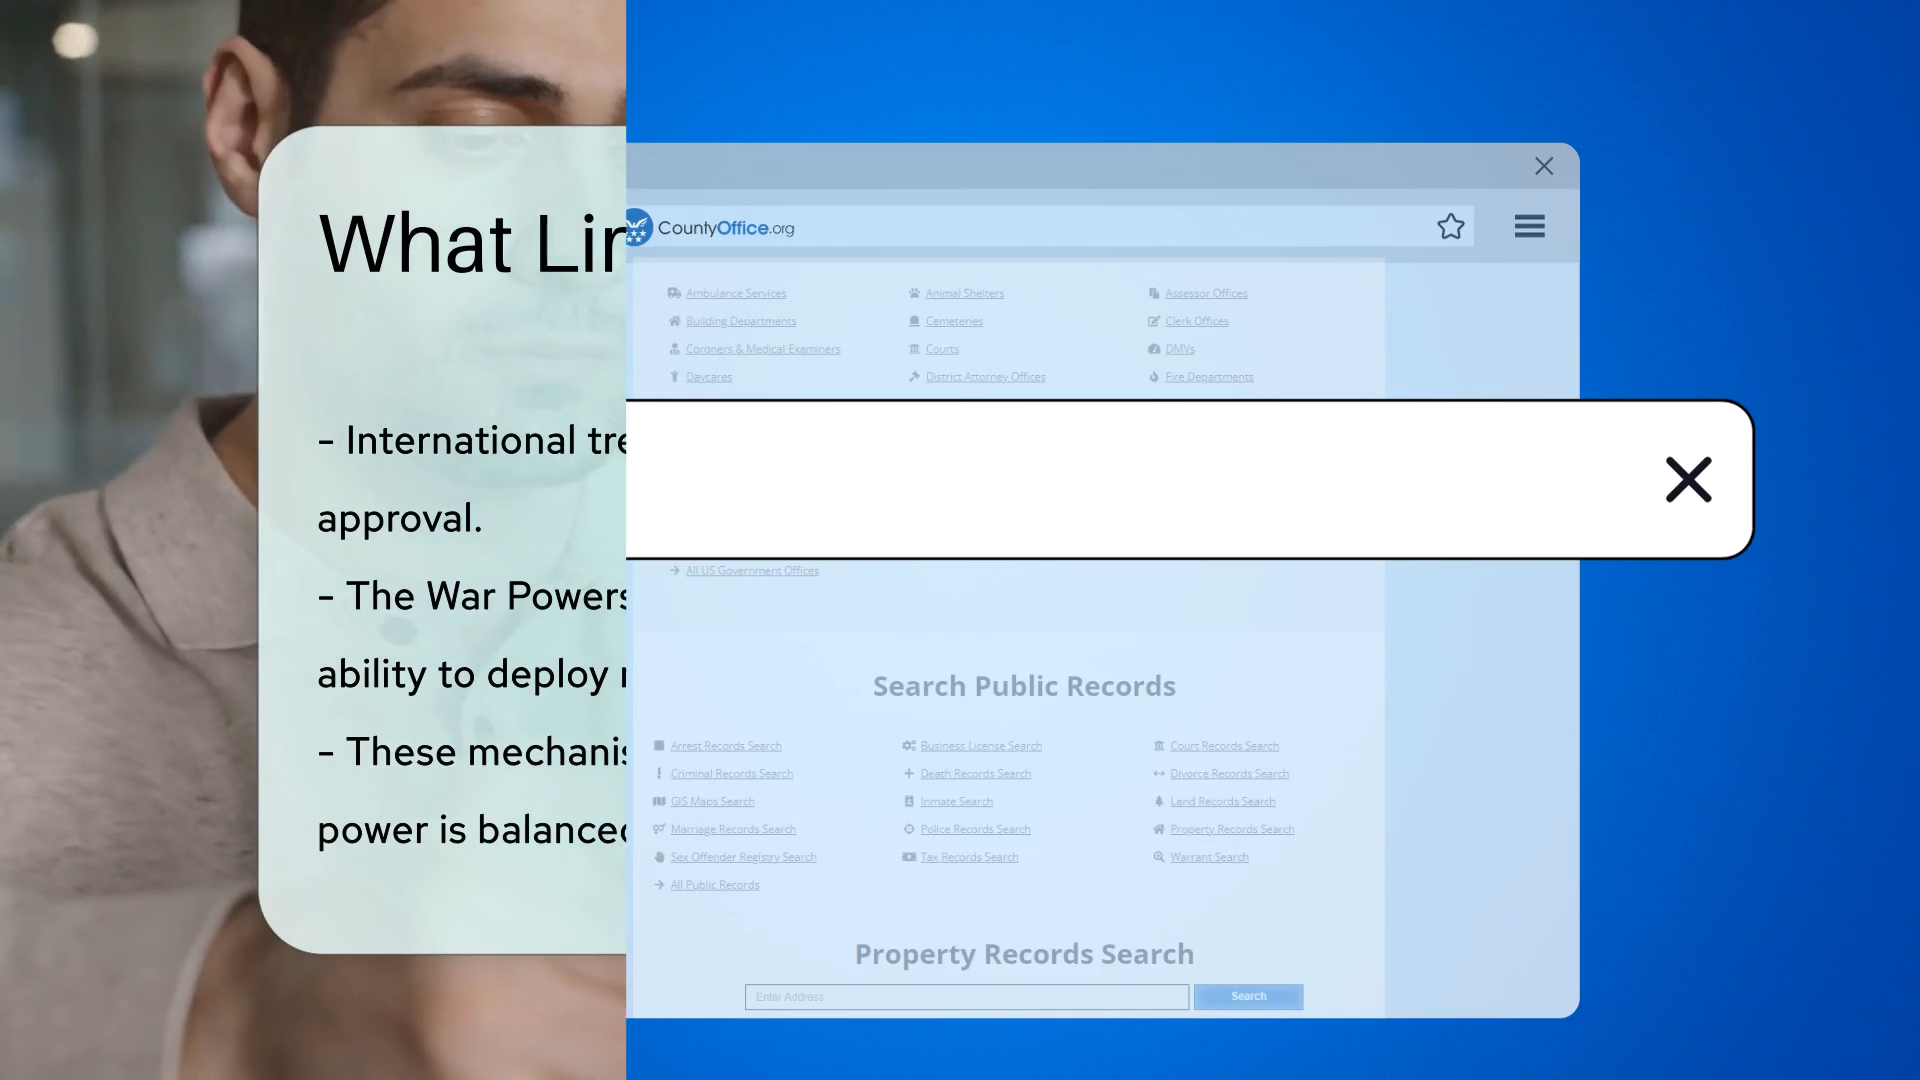 What
- International
approval.
- The War Powers
ability to deploy
- These
power is balanced
CountyOffice.org
Ambulance Services Animal Shelters Assessor Offices
Building Departments Cemeteries Clerk Offices
Coroners & Medical Examiners Courts DMVs
Daycares District Attorney Offices Fire Departments
All US Government Offices
Search Public Records
Arrest Records Search Business License Search Court Records Search
Criminal Records Search Death Records Search Divorce Records Search
GIS Maps Search Inmate Search Land Records Search
Marriage Records Search Police Records Search Property Records Search
Sex Offender Registry Search Tax Records Search Warrant Search
All Public Records
Property Records Search
Enter Address Search